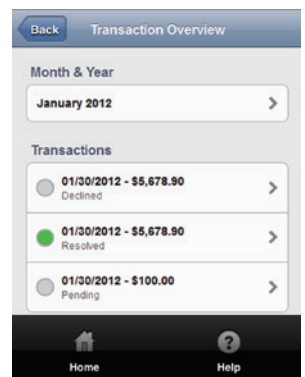 Back Transaction Overview
Month & Year
January 2012
Transactions
01/30/2012 - $5,678.90
Declined
01/30/2012 - $5,678.90
Resolved
01/30/2012 - $100.00
Pending
?
Home Help